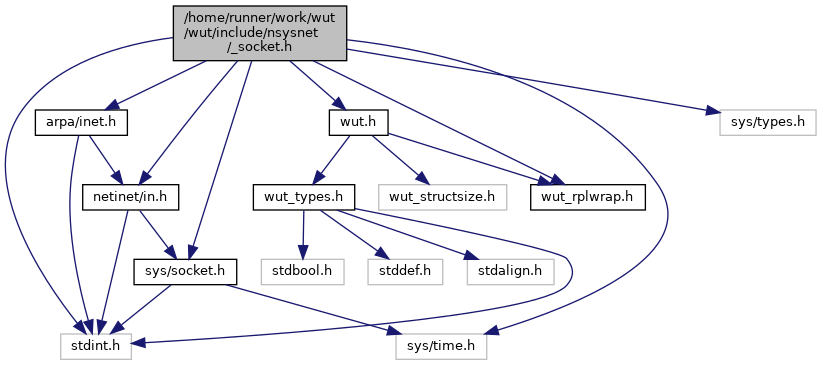 /home/runner/work/wut
/wut/include/nsysnet
/_socket.h
arpa/inet.h
wut.h
sys/types.h
netinet/in.h
wut_types.h
wut_structsize.h
wut_rplwrap.h
sys/socket.h
stdbool.h
stddef.h
stdalign.h
stdint.h
sys/time.h